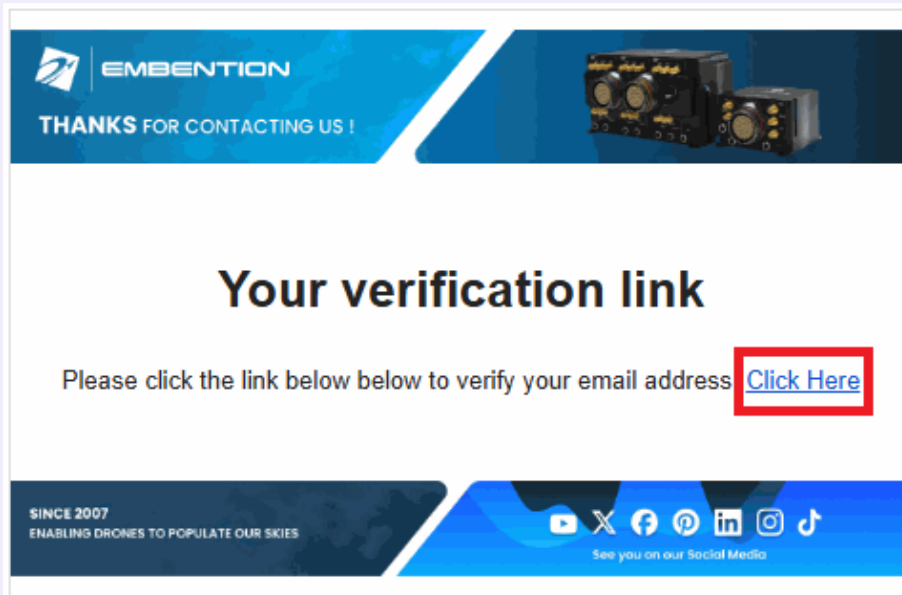 EMBENTION
THANKS FOR CONTACTING US !
Your verification link
Please click the link below below to verify your email address Click Here
SINCE 2007
ENABLING DRONES TO POPULATE OUR SKIES
See you on our Social Media